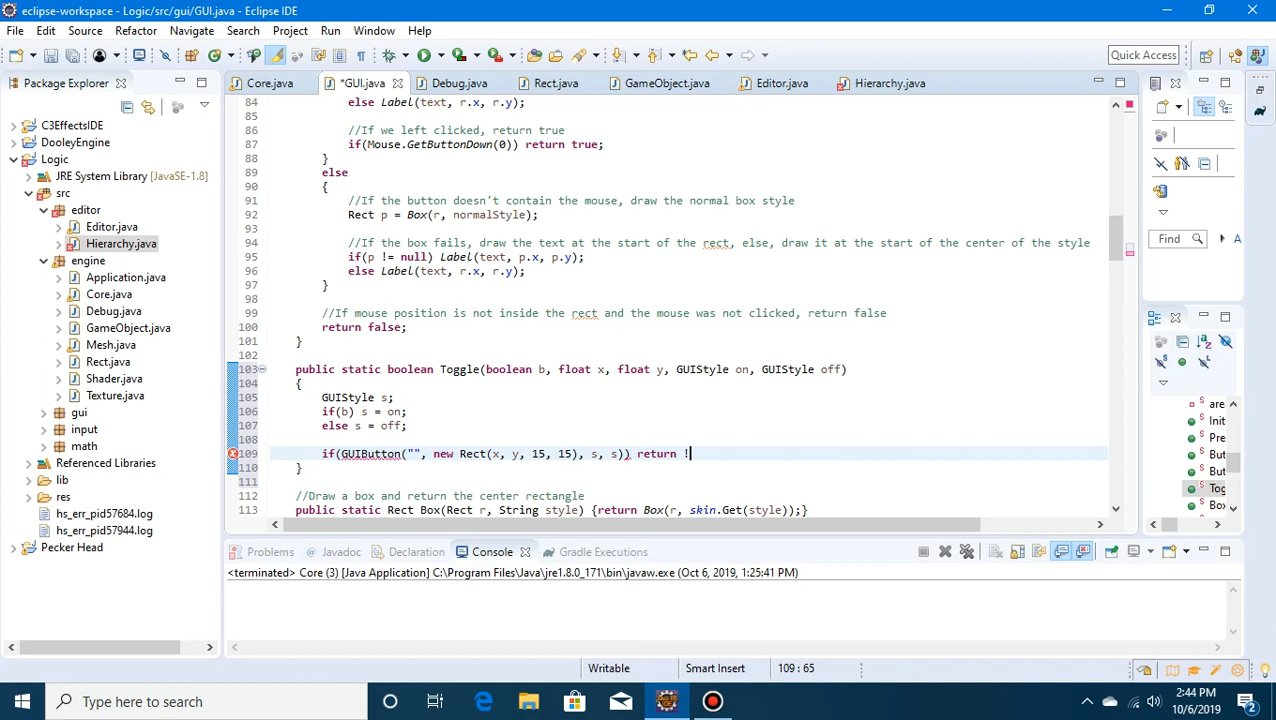 eclipse-workspace - Logic/src/gui/GUI.java - Eclipse IDE
File Edit Source Refactor Navigate Search Project Run Window Help
Quick Access
Package Explorer
Core.java *GUI.java Debug.java Rect.java GameObject.java Editor.java Hierarchy.java
C3EffectsIDE
DooleyEngine
Logic
JRE System Library [JavaSE-1.8]
src
editor
Editor.java
Hierarchy.java
engine
Application.java
Core.java
Debug.java
GameObject.java
Mesh.java
Rect.java
Shader.java
Texture.java
gui
input
math
Referenced Libraries
lib
res
hs_err_pid57684.log
hs_err_pid57944.log
Pecker Head
84 else Label(text, r.x, r.y);
85
86 //If we left clicked, return true
87 if(Mouse.GetButtonDown(0)) return true;
88 }
89 else
90 {
91 //If the button doesn't contain the mouse, draw the normal box style
92 Rect p = Box(r, normalStyle);
93
94 //If the box fails, draw the text at the start of the rect, else, draw it at the start of the center of the style
95 if(p != null) Label(text, p.x, p.y);
96 else Label(text, r.x, r.y);
97 }
98
99 //If mouse position is not inside the rect and the mouse was not clicked, return false
100 return false;
101 }
102
103 public static boolean Toggle(boolean b, float x, float y, GUIStyle on, GUIStyle off)
104 {
105 GUIStyle s;
106 if(b) s = on;
107 else s = off;
108
109 if(GUIButton("", new Rect(x, y, 15, 15), s, s)) return !
110 }
111
112 //Draw a box and return the center rectangle
113 public static Rect Box(Rect r, String style) {return Box(r, skin.Get(style));}
Find
A
are
Init
Pre
But
But
Tog
Box
Problems Javadoc Declaration Console Gradle Executions
<terminated> Core (3) [Java Application] C:\Program Files\Java\jre1.8.0_171\bin\javaw.exe (Oct 6, 2019, 1:25:41 PM)
Writable Smart Insert 109 : 65
Type here to search
2:44 PM
10/6/2019
2